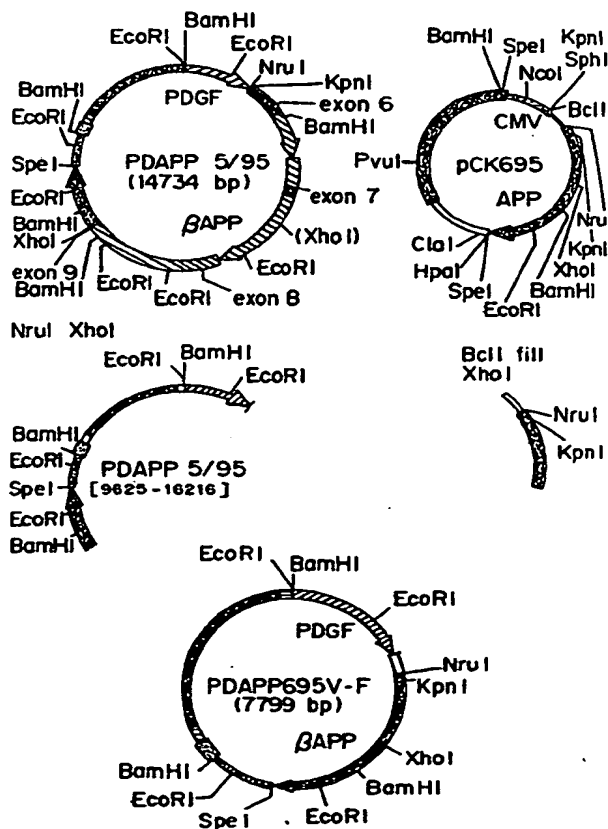 BamHI
EcoRI
EcoRI
NruI
KpnI
exon 6
BamHI
PDGF
BamHI
EcoRI
SpeI
EcoRI
BamHI
XhoI
exon 9
BamHI
EcoRI
EcoRI
exon 8
EcoRI
(XhoI)
exon 7
PDAPP 5/95
(14734 bp)
βAPP
BamHI
SpeI
NcoI
KpnI
SphI
BclI
CMV
PvuI
pCK695
APP
NruI
KpnI
XhoI
BamHI
EcoRI
SpeI
HpaI
ClaI
NruI XhoI
EcoRI
BamHI
EcoRI
BamHI
EcoRI
SpeI
EcoRI
BamHI
PDAPP 5/95
[9625-16216]
BclI fill
XhoI
NruI
KpnI
EcoRI
BamHI
EcoRI
PDGF
NruI
KpnI
PDAPP695V-F
(7799 bp)
βAPP
XhoI
BamHI
EcoRI
SpeI
EcoRI
BamHI